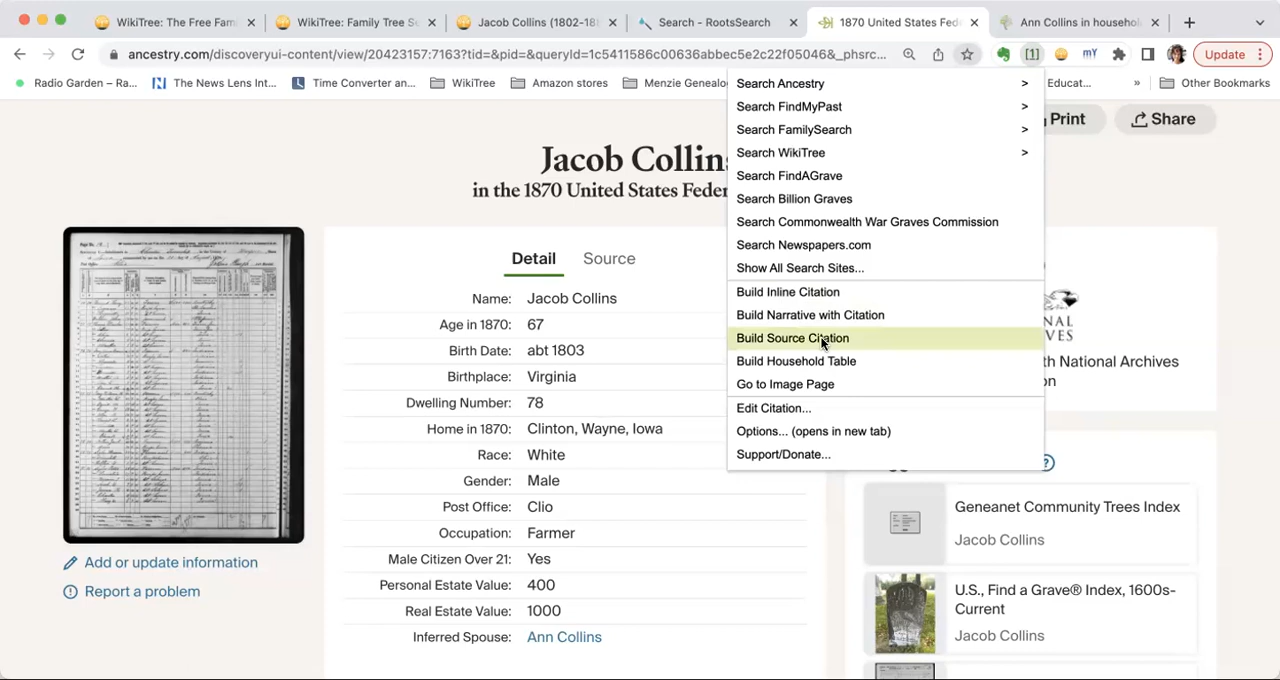 WikiTree: The Free Fam
WikiTree: Family Tree S
Jacob Collins (1802-18
Search - RootsSearch
1870 United States Fed
Ann Collins in househol
ancestry.com/discoveryui-content/view/20423157:7163?tid=&pid=&queryId=1c5411586c00636abbec5e2c22f05046&_phsrc...
[1]
mY
Update
Radio Garden – Ra...
The News Lens Int...
Time Converter an...
WikiTree
Amazon stores
Menzie Genealo
Educat...
»
Other Bookmarks
Search Ancestry >
Search FindMyPast >
Search FamilySearch >
Search WikiTree >
Search FindAGrave
Search Billion Graves
Search Commonwealth War Graves Commission
Search Newspapers.com
Show All Search Sites...
Build Inline Citation
Build Narrative with Citation
Build Source Citation
Build Household Table
Go to Image Page
Edit Citation...
Options... (opens in new tab)
Support/Donate...
Print
Share
Jacob Collins
in the 1870 United States Feder
Detail
Source
Name: Jacob Collins
Age in 1870: 67
Birth Date: abt 1803
Birthplace: Virginia
Dwelling Number: 78
Home in 1870: Clinton, Wayne, Iowa
Race: White
Gender: Male
Post Office: Clio
Occupation: Farmer
Male Citizen Over 21: Yes
Personal Estate Value: 400
Real Estate Value: 1000
Inferred Spouse: Ann Collins
Add or update information
Report a problem
NAL
VES
th National Archives
on
Geneanet Community Trees Index
Jacob Collins
U.S., Find a Grave® Index, 1600s-
Current
Jacob Collins